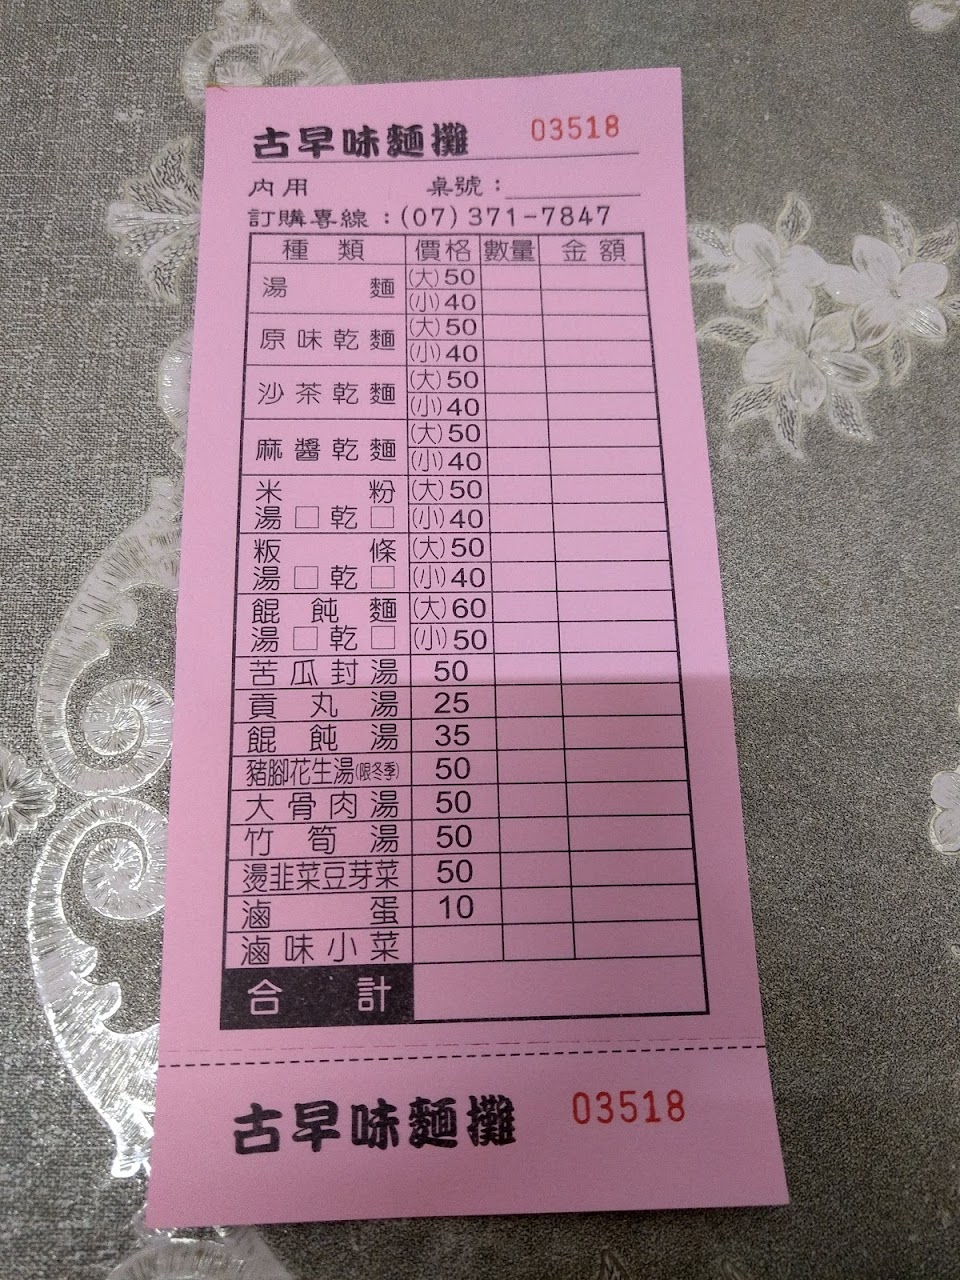 古早味麵攤 03518
內用 桌號：
訂購專線：(07)371-7847
種類 價格 數量 金額
湯麵 (大)50
(小)40
原味乾麵 (大)50
(小)40
沙茶乾麵 (大)50
(小)40
麻醬乾麵 (大)50
(小)40
米粉 (大)50
湯□乾□ (小)40
粄條 (大)50
湯□乾□ (小)40
餛飩麵 (大)60
湯□乾□ (小)50
苦瓜封湯 50
貢丸湯 25
餛飩湯 35
豬腳花生湯(限冬季) 50
大骨肉湯 50
竹筍湯 50
燙韭菜豆芽菜 50
滷蛋 10
滷味小菜
合計
古早味麵攤 03518